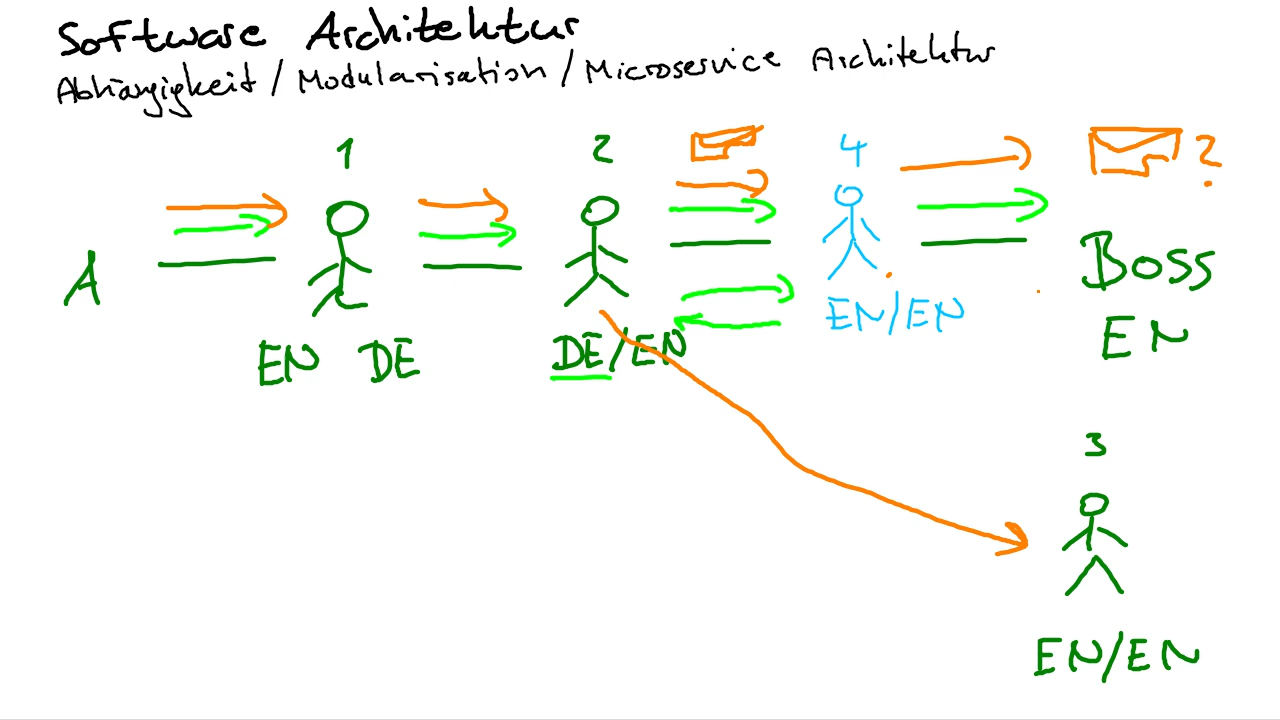 Software Architektur
Abhängigkeit / Modularisation / Microservice Architektur
1
2
4
?
A
Boss
EN DE
DE/EN
EN/EN
EN
3
EN/EN